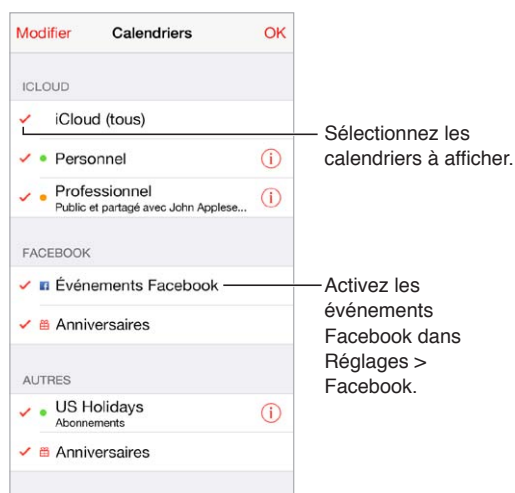 Modifier Calendriers OK
ICLOUD
iCloud (tous)
Personnel
Professionnel
Public et partagé avec John Applese...
FACEBOOK
Événements Facebook
Anniversaires
AUTRES
US Holidays
Abonnements
Anniversaires
Sélectionnez les
calendriers à afficher.
Activez les
événements
Facebook dans
Réglages >
Facebook.